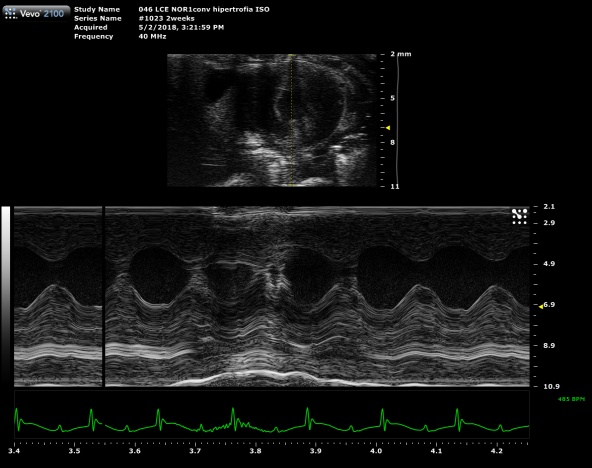 Vevo 2100
Study Name 046 LCE NOR1conv hipertrofia ISO
Series Name #1023 2weeks
Acquired 5/2/2018, 3:21:59 PM
Frequency 40 MHz
2 mm
5
8
11
2.1
2.9
4.9
6.9
8.9
10.9
485 BPM
3.4 3.5 3.6 3.7 3.8 3.9 4.0 4.1 4.2